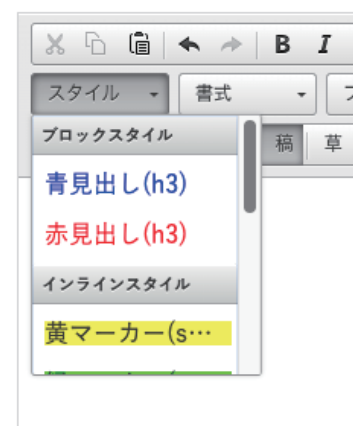 B I
スタイル 書式
ブロックスタイル 稿 草
青見出し(h3)
赤見出し(h3)
インラインスタイル
黄マーカー(s…